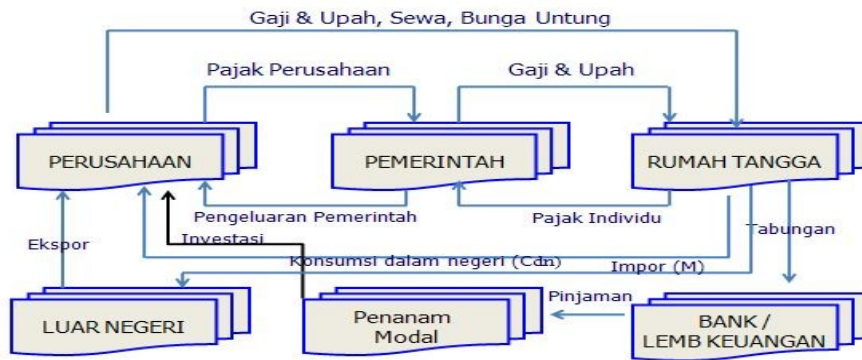 Gaji & Upah, Sewa, Bunga Untung
Pajak Perusahaan
Gaji & Upah
PERUSAHAAN
PEMERINTAH
RUMAH TANGGA
Pengeluaran Pemerintah
Pajak Individu
Ekspor
Investasi
Tabungan
Konsumsi dalam negeri (Cdn)
Impor (M)
Pinjaman
LUAR NEGERI
Penanam
Modal
BANK /
LEMB KEUANGAN